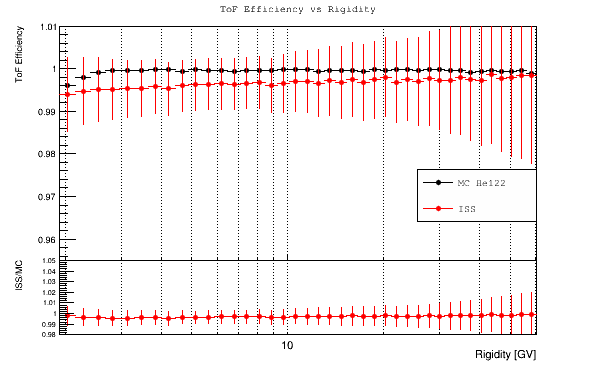 ToF Efficiency vs Rigidity
ToF Efficiency
1.01
1
0.99
0.98
0.97
0.96
MC He122
ISS
ISS/MC
1.05
1.04
1.03
1.02
1.01
1
0.99
0.98
10
Rigidity [GV]